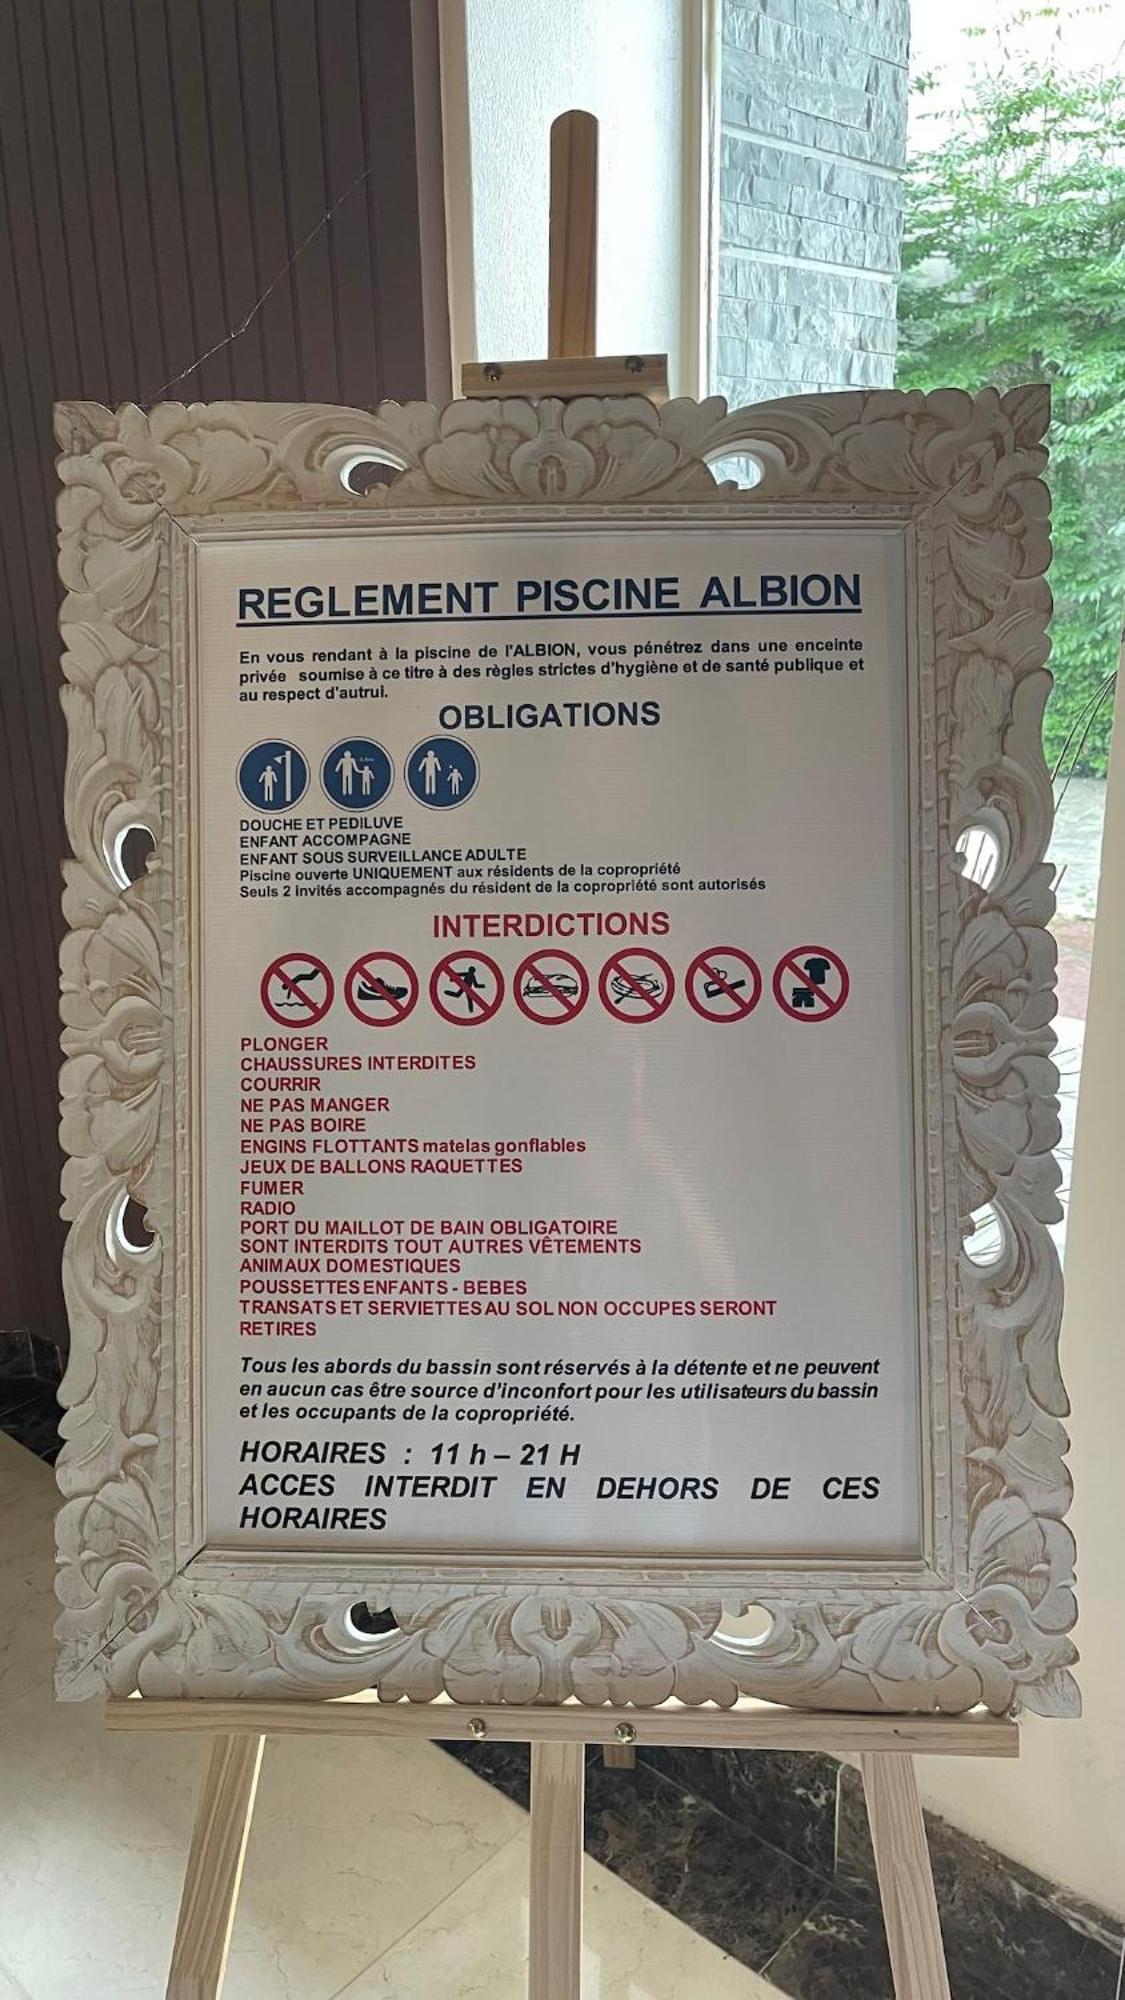 REGLEMENT PISCINE ALBION
En vous rendant à la piscine de l'ALBION, vous pénétrez dans une enceinte
privée soumise à ce titre à des règles strictes d'hygiène et de santé publique et
au respect d'autrui.
OBLIGATIONS
DOUCHE ET PEDILUVE
ENFANT ACCOMPAGNE
ENFANT SOUS SURVEILLANCE ADULTE
Piscine ouverte UNIQUEMENT aux résidents de la copropriété
Seuls 2 invités accompagnés du résident de la copropriété sont autorisés
INTERDICTIONS
PLONGER
CHAUSSURES INTERDITES
COURRIR
NE PAS MANGER
NE PAS BOIRE
ENGINS FLOTTANTS matelas gonflables
JEUX DE BALLONS RAQUETTES
FUMER
RADIO
PORT DU MAILLOT DE BAIN OBLIGATOIRE
SONT INTERDITS TOUT AUTRES VÊTEMENTS
ANIMAUX DOMESTIQUES
POUSSETTES ENFANTS - BEBES
TRANSATS ET SERVIETTES AU SOL NON OCCUPES SERONT
RETIRES
Tous les abords du bassin sont réservés à la détente et ne peuvent
en aucun cas être source d'inconfort pour les utilisateurs du bassin
et les occupants de la copropriété.
HORAIRES : 11 h – 21 H
ACCES INTERDIT EN DEHORS DE CES
HORAIRES